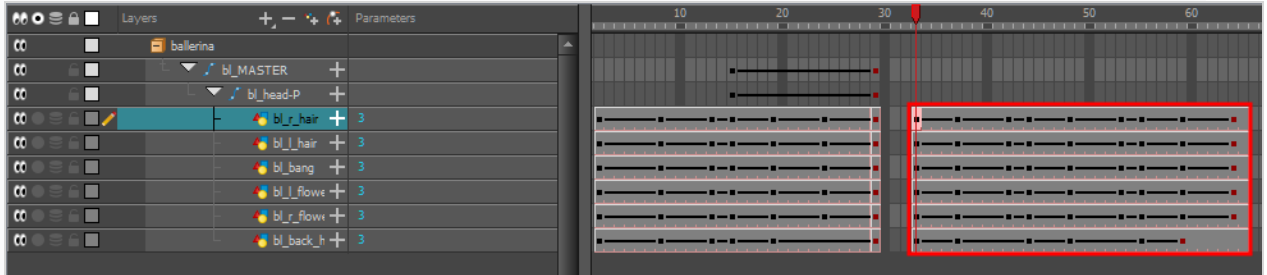 Layers Parameters 10 20 30 40 50 60
ballerina
bl_MASTER
bl_head-P
bl_r_hair 3
bl_l_hair 3
bl_bang 3
bl_l_flowe 3
bl_r_flowe 3
bl_back_h 3